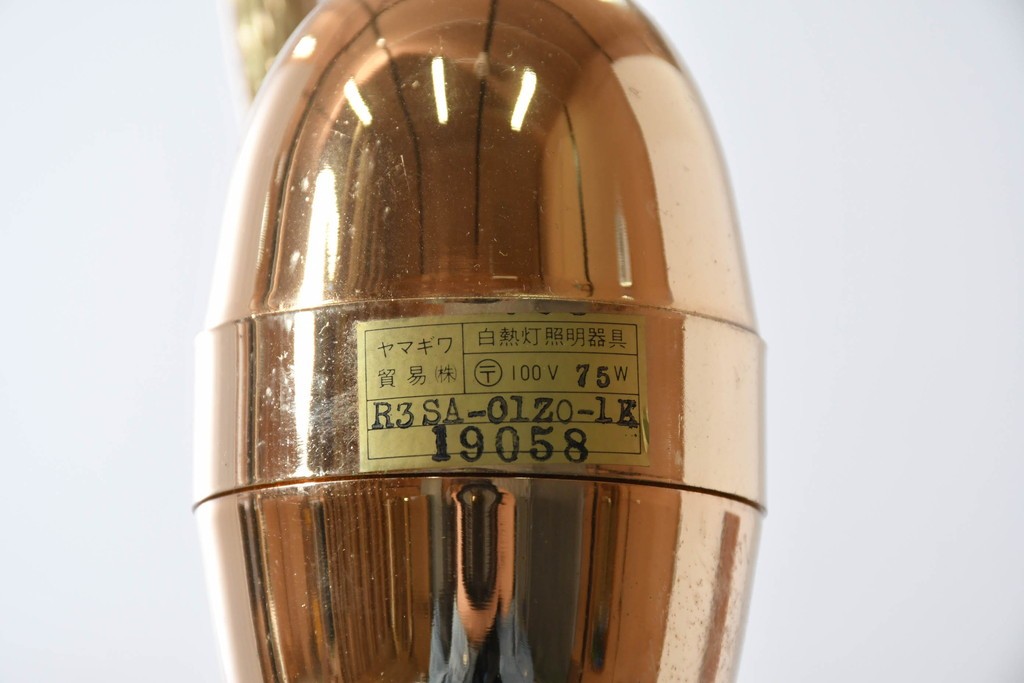 ヤマギワ
貿易(株)
白熱灯照明器具
〒 100V 75W
R3SA-01Z0-1K
19058